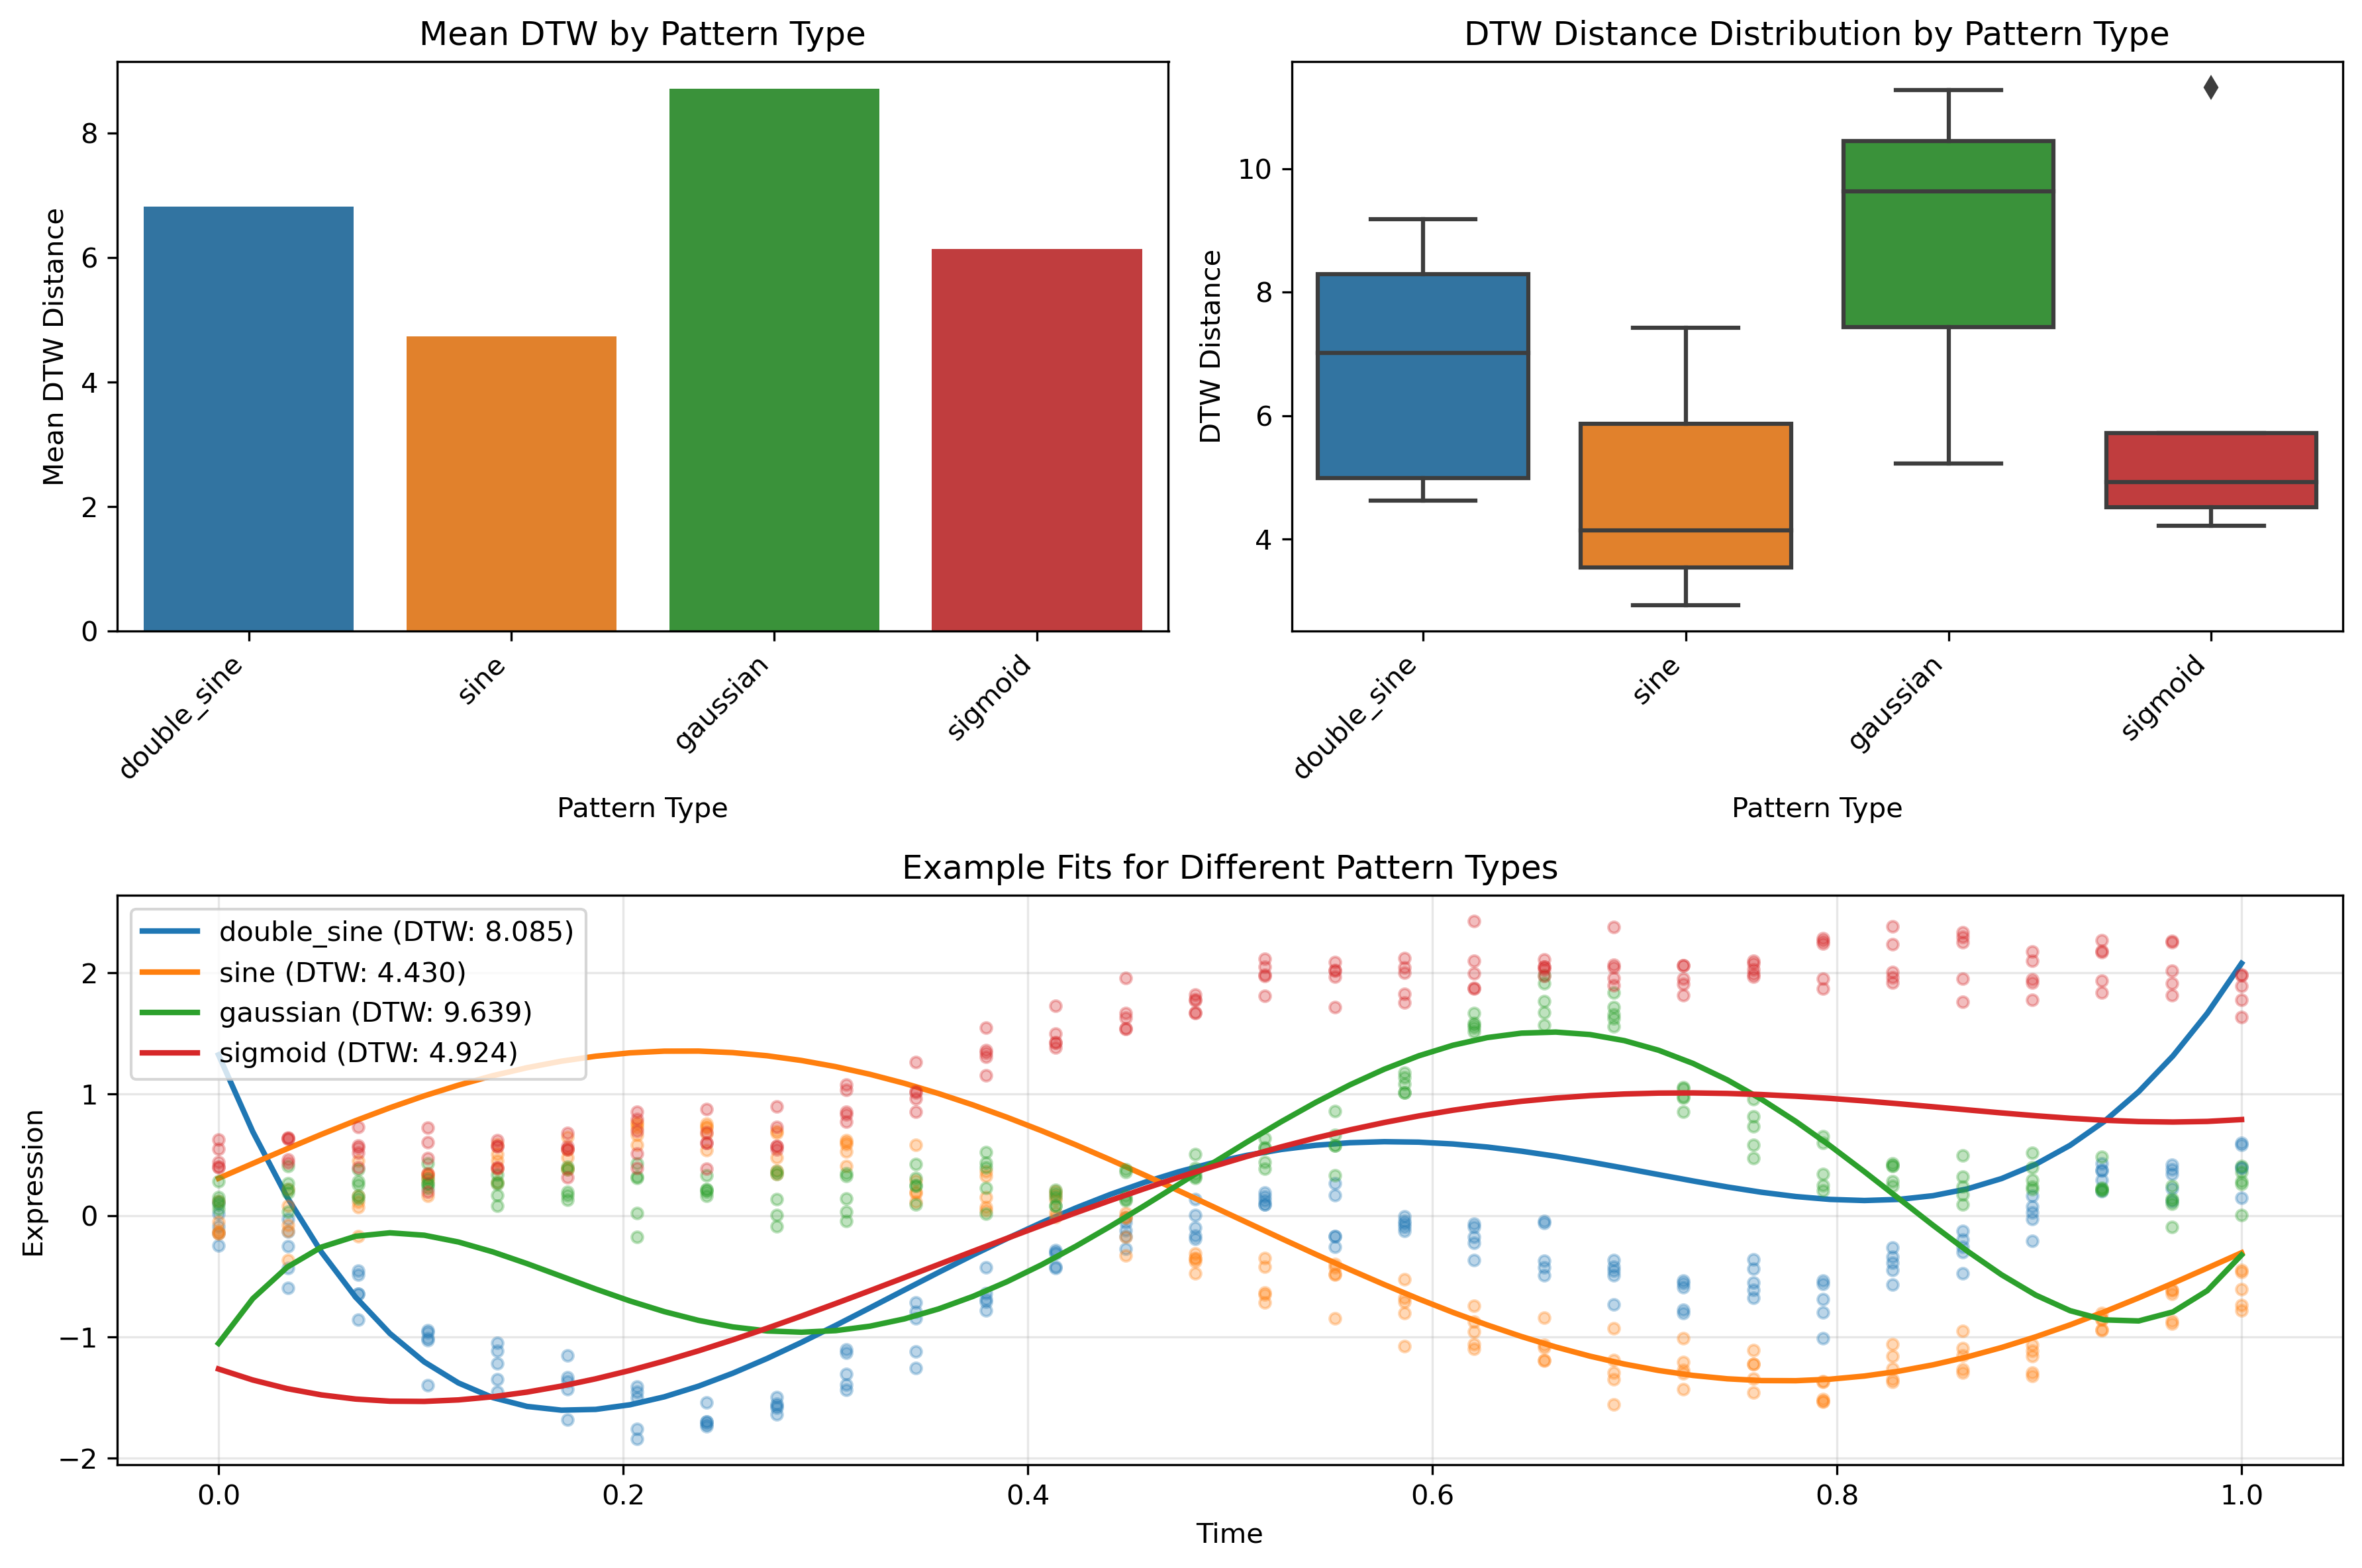 Mean DTW by Pattern Type
Mean DTW Distance
8
6
4
2
0
double_sine
sine
gaussian
sigmoid
Pattern Type
DTW Distance Distribution by Pattern Type
DTW Distance
10
8
6
4
double_sine
sine
gaussian
sigmoid
Pattern Type
Example Fits for Different Pattern Types
double_sine (DTW: 8.085)
sine (DTW: 4.430)
gaussian (DTW: 9.639)
sigmoid (DTW: 4.924)
Expression
2
1
0
−1
−2
0.0 0.2 0.4 0.6 0.8 1.0
Time